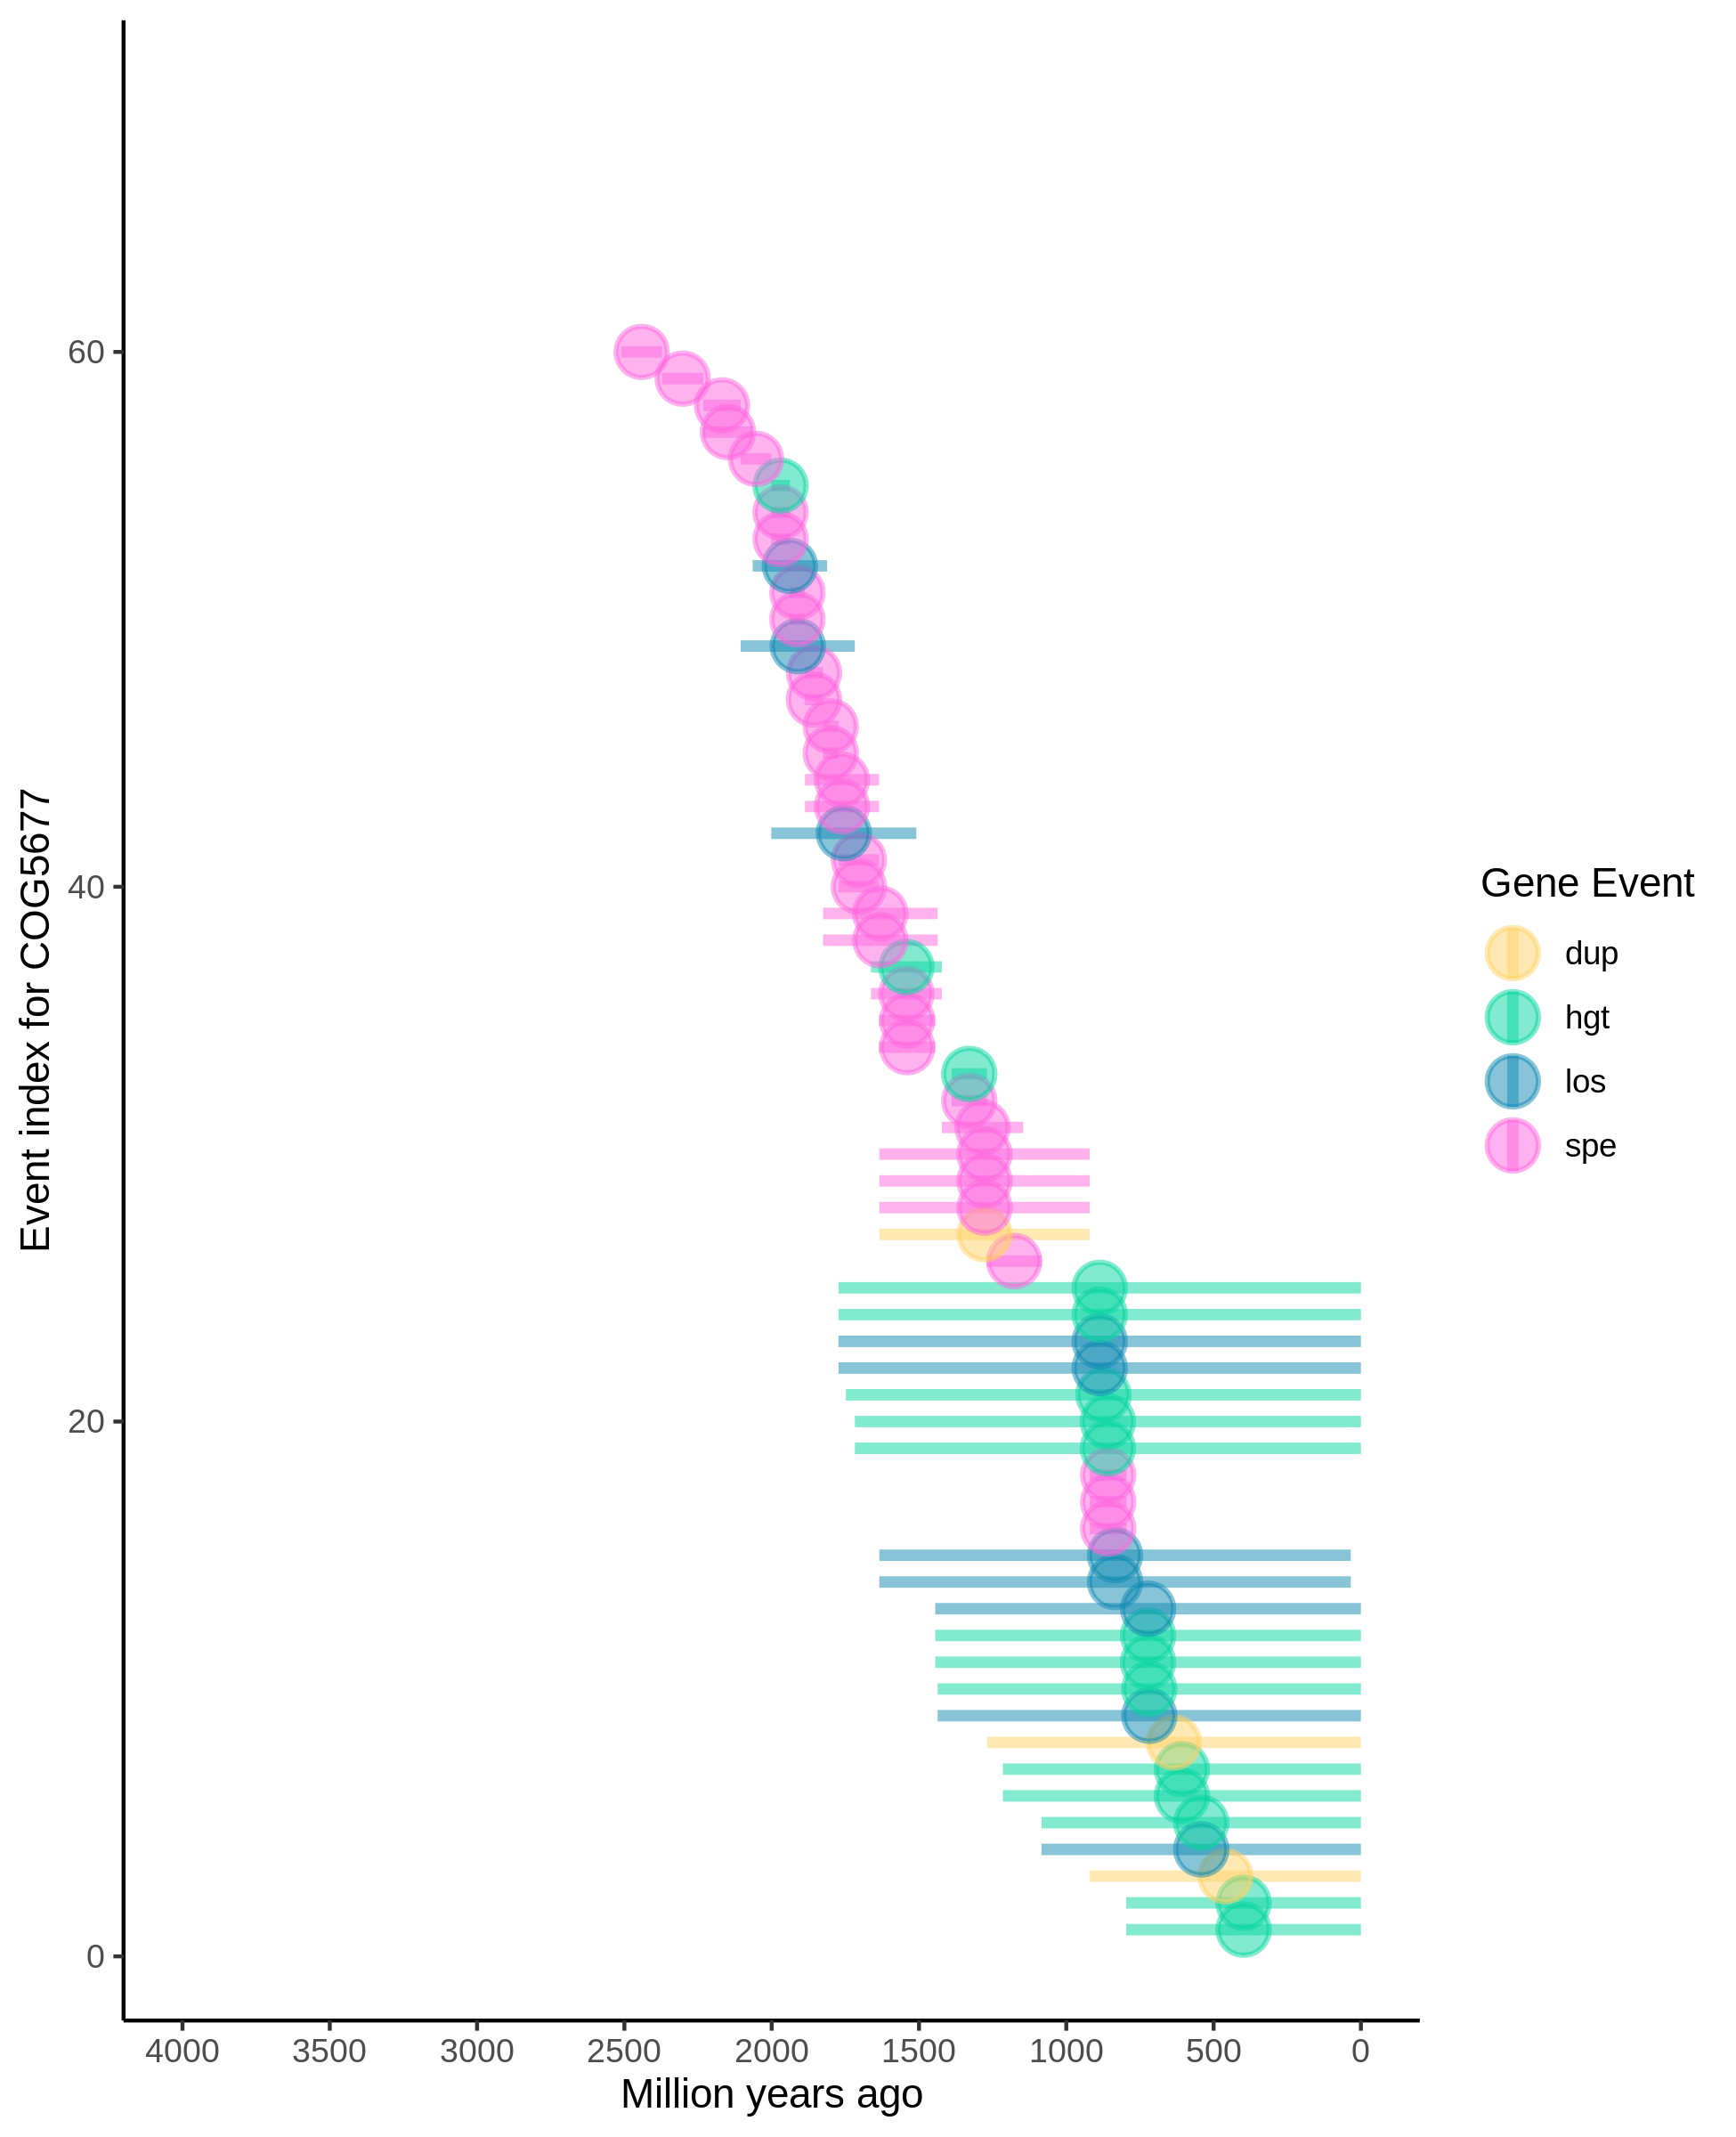 60
40
20
0
Event index for COG5677
4000 3500 3000 2500 2000 1500 1000 500 0
Million years ago
Gene Event
dup
hgt
los
spe